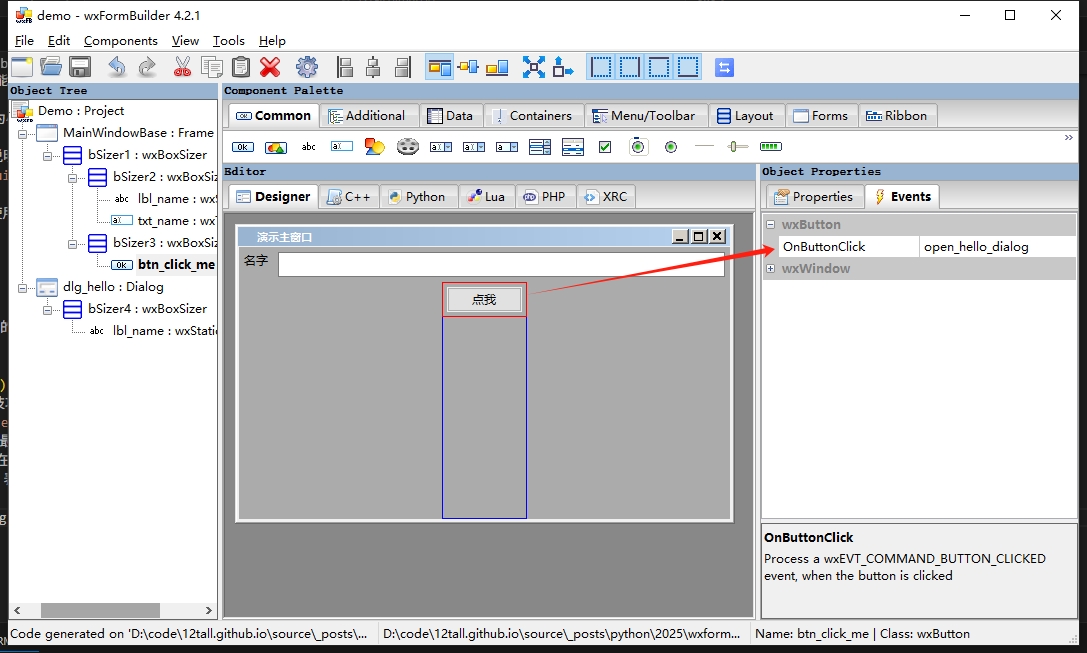 demo - wxFormBuilder 4.2.1
File Edit Components View Tools Help
Object Tree
Demo : Project
MainWindowBase : Frame
bSizer1 : wxBoxSizer
bSizer2 : wxBoxSiz
lbl_name : wxS
txt_name : wxT
bSizer3 : wxBoxSiz
btn_click_me
dlg_hello : Dialog
bSizer4 : wxBoxSizer
lbl_name : wxStatic
Component Palette
Common Additional Data Containers Menu/Toolbar Layout Forms Ribbon
Editor
Designer C++ Python Lua PHP XRC
演示主窗口
名字
点我
Object Properties
Properties Events
wxButton
OnButtonClick open_hello_dialog
wxWindow
OnButtonClick
Process a wxEVT_COMMAND_BUTTON_CLICKED
event, when the button is clicked
Code generated on 'D:\code\12tall.github.io\source\_posts\... D:\code\12tall.github.io\source\_posts\python\2025\wxform... Name: btn_click_me | Class: wxButton